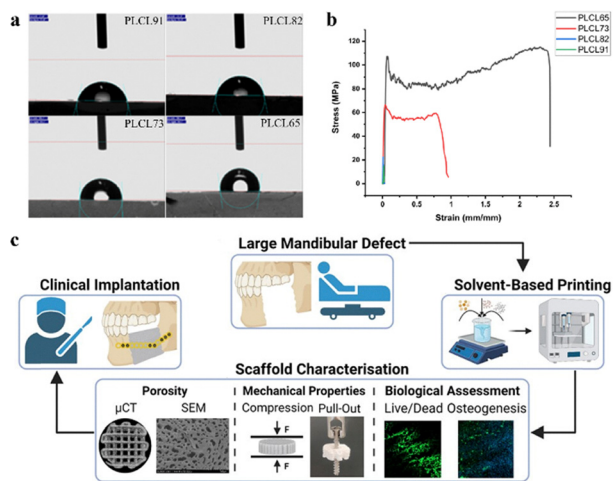 a
PLCL91
PLCL82
PLCL73
PLCL65
b
PLCL65
PLCL73
PLCL82
PLCL91
Stress (MPa)
120
100
80
60
40
20
0
0 0.5 1 1.5 2 2.5
Strain (mm/mm)
c
Large Mandibular Defect
Clinical Implantation
Solvent-Based Printing
Scaffold Characterisation
Porosity
µCT SEM
Mechanical Properties
Compression Pull-Out
F
F
Biological Assessment
Live/Dead Osteogenesis